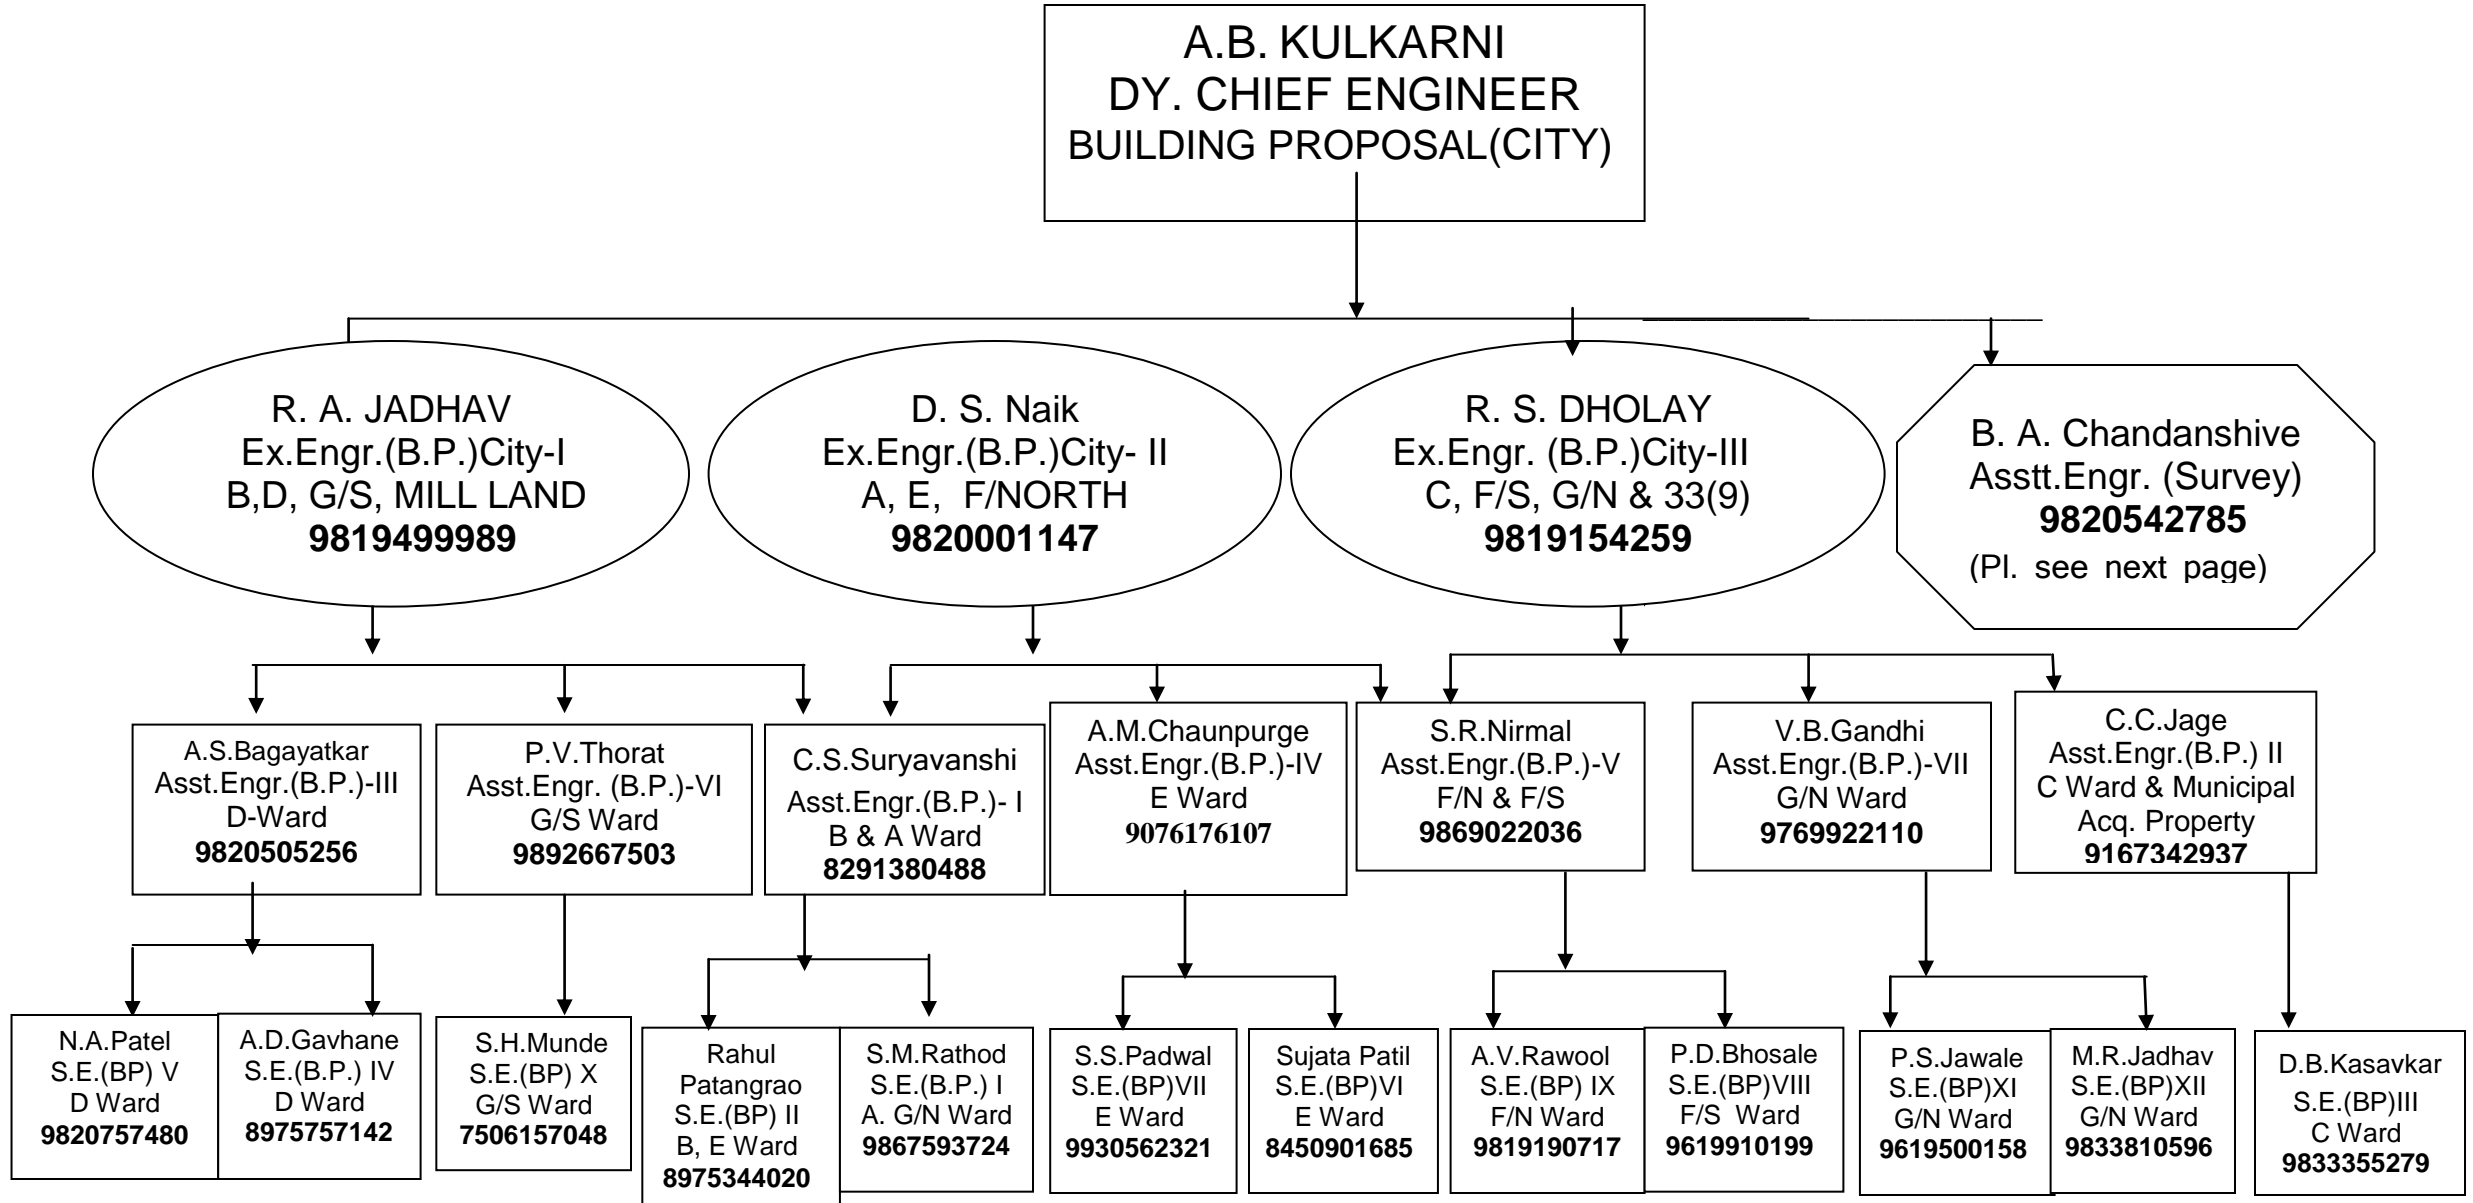 A.B. KULKARNI
DY. CHIEF ENGINEER
BUILDING PROPOSAL(CITY)
R. A. JADHAV
Ex.Engr.(B.P.)City-I
B,D, G/S, MILL LAND
9819499989
D. S. Naik
Ex.Engr.(B.P.)City- II
A, E, F/NORTH
9820001147
R. S. DHOLAY
Ex.Engr. (B.P.)City-III
C, F/S, G/N & 33(9)
9819154259
B. A. Chandanshive
Asstt.Engr. (Survey)
9820542785
(Pl. see next page)
A.S.Bagayatkar
Asst.Engr.(B.P.)-III
D-Ward
9820505256
P.V.Thorat
Asst.Engr. (B.P.)-VI
G/S Ward
9892667503
C.S.Suryavanshi
Asst.Engr.(B.P.)- I
B & A Ward
8291380488
A.M.Chaunpurge
Asst.Engr.(B.P.)-IV
E Ward
9076176107
S.R.Nirmal
Asst.Engr.(B.P.)-V
F/N & F/S
9869022036
V.B.Gandhi
Asst.Engr.(B.P.)-VII
G/N Ward
9769922110
C.C.Jage
Asst.Engr.(B.P.) II
C Ward & Municipal
Acq. Property
9167342937
N.A.Patel
S.E.(BP) V
D Ward
9820757480
A.D.Gavhane
S.E.(B.P.) IV
D Ward
8975757142
S.H.Munde
S.E.(BP) X
G/S Ward
7506157048
Rahul
Patangrao
S.E.(BP) II
B, E Ward
8975344020
S.M.Rathod
S.E.(B.P.) I
A. G/N Ward
9867593724
S.S.Padwal
S.E.(BP)VII
E Ward
9930562321
Sujata Patil
S.E.(BP)VI
E Ward
8450901685
A.V.Rawool
S.E.(BP) IX
F/N Ward
9819190717
P.D.Bhosale
S.E.(BP)VIII
F/S Ward
9619910199
P.S.Jawale
S.E.(BP)XI
G/N Ward
9619500158
M.R.Jadhav
S.E.(BP)XII
G/N Ward
9833810596
D.B.Kasavkar
S.E.(BP)III
C Ward
9833355279